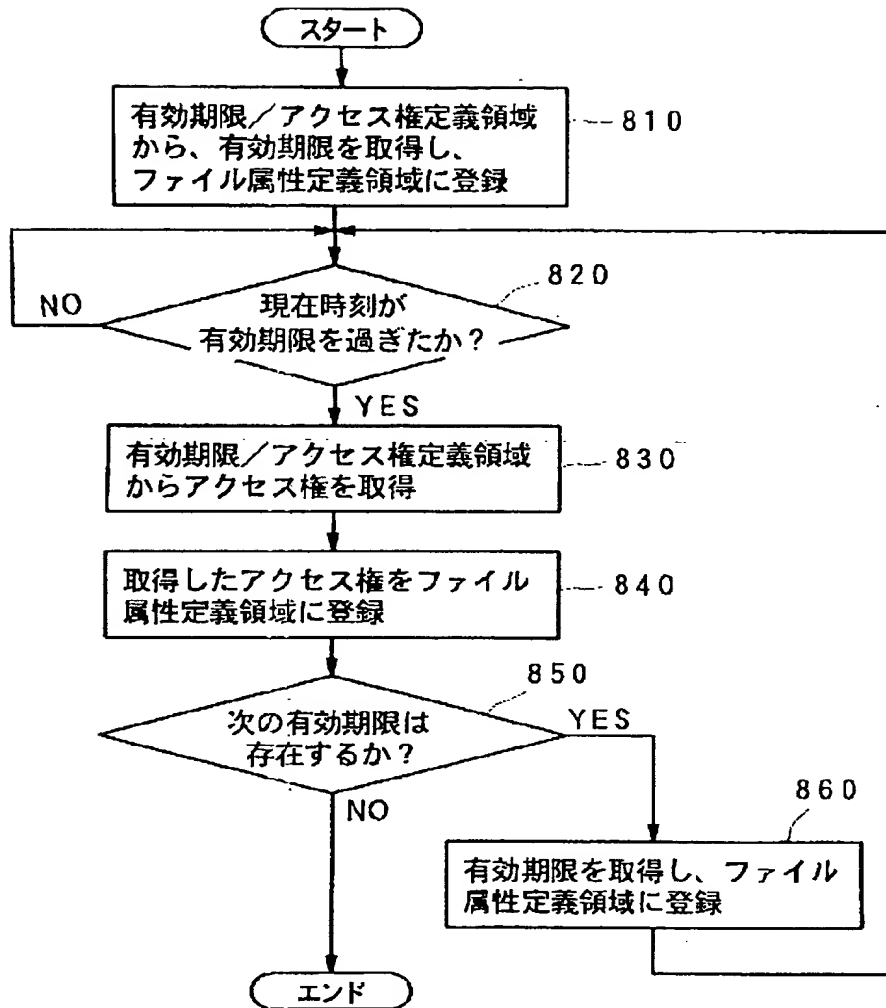 スタート
有効期限/アクセス権定義領域
から、有効期限を取得し、
ファイル属性定義領域に登録
810
820
現在時刻が
有効期限を過ぎたか?
NO
YES
有効期限/アクセス権定義領域
からアクセス権を取得
830
取得したアクセス権をファイル
属性定義領域に登録
840
850
次の有効期限は
存在するか?
YES
NO
860
有効期限を取得し、ファイル
属性定義領域に登録
エンド